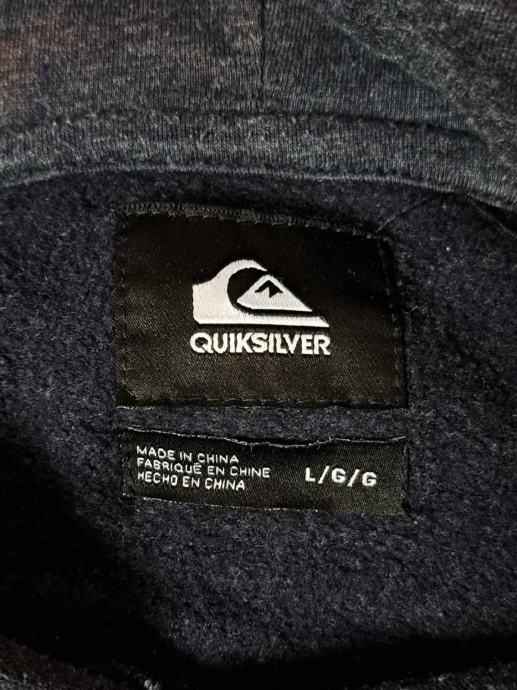 QUIKSILVER
MADE IN CHINA
FABRIQUÉ EN CHINE
HECHO EN CHINA
L/G/G